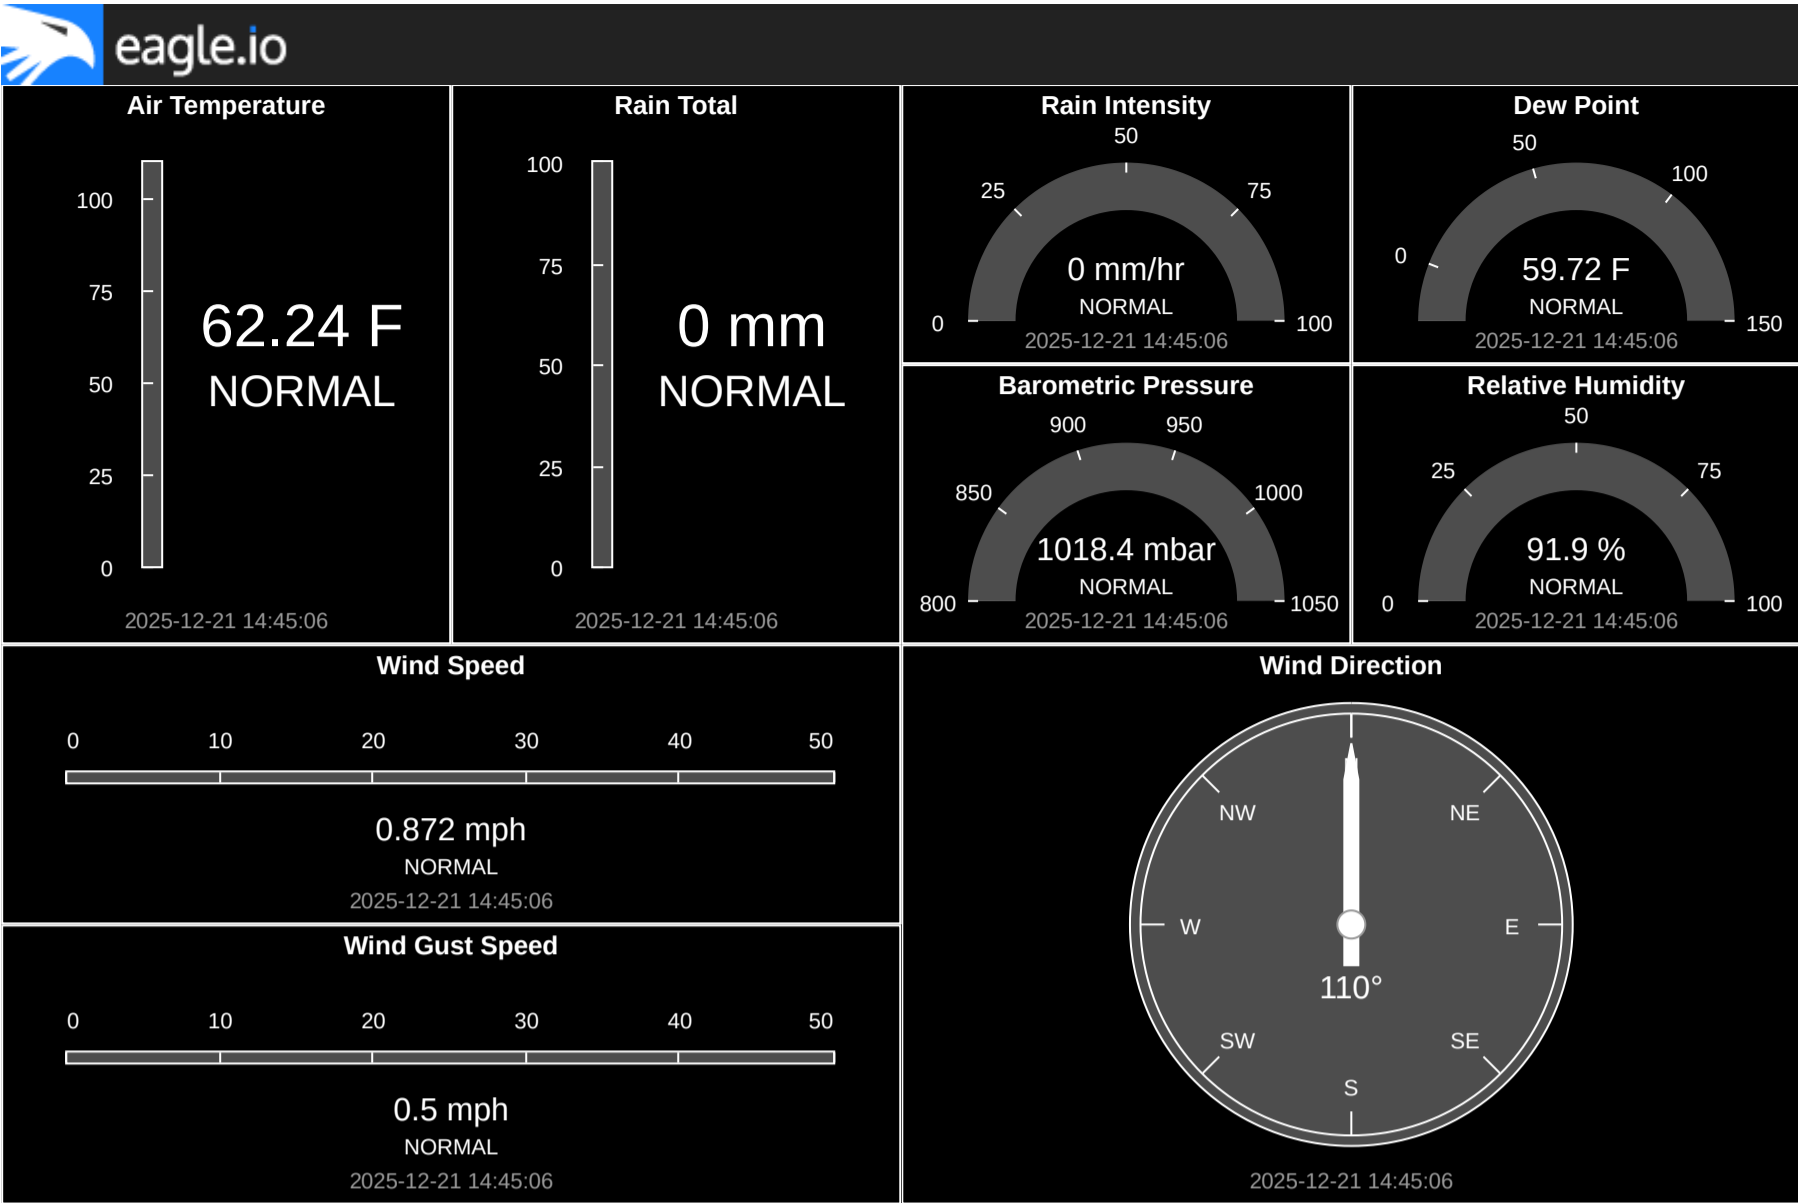 eagle.io
Air Temperature
100
75
50
25
0
62.24 F
NORMAL
2025-12-21 14:45:06
Rain Total
100
75
50
25
0
0 mm
NORMAL
2025-12-21 14:45:06
Rain Intensity
50
25
75
0
100
0 mm/hr
NORMAL
2025-12-21 14:45:06
Dew Point
50
100
0
150
59.72 F
NORMAL
2025-12-21 14:45:06
Barometric Pressure
900
950
850
1000
800
1050
1018.4 mbar
NORMAL
2025-12-21 14:45:06
Relative Humidity
50
25
75
0
100
91.9 %
NORMAL
2025-12-21 14:45:06
Wind Speed
0 10 20 30 40 50
0.872 mph
NORMAL
2025-12-21 14:45:06
Wind Gust Speed
0 10 20 30 40 50
0.5 mph
NORMAL
2025-12-21 14:45:06
Wind Direction
NW NE
W E
110°
SW SE
S
2025-12-21 14:45:06